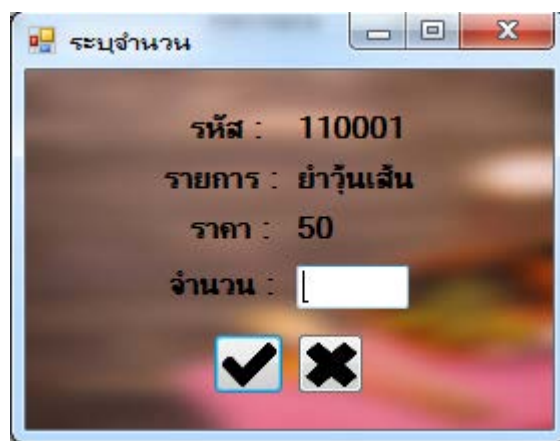 ระบุจำนวน
รหัส : 110001
รายการ : ยำวุ้นเส้น
ราคา : 50
จำนวน :